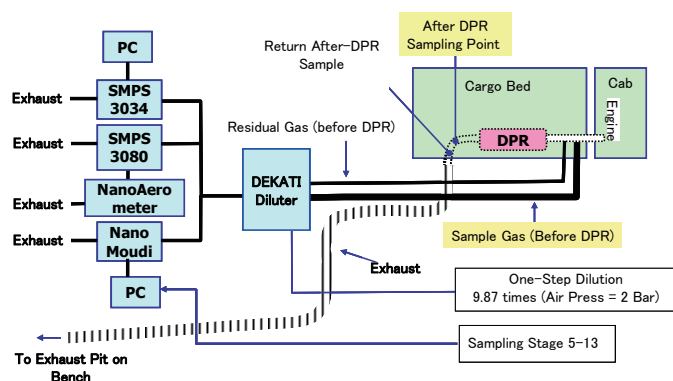 PC
Exhaust
SMPS
3034
Exhaust
SMPS
3080
Exhaust
NanoAero
meter
Exhaust
Nano
Moudi
PC
To Exhaust Pit on
Bench
Return After-DPR
Sample
After DPR
Sampling Point
Residual Gas (before DPR)
DEKATI
Diluter
Cargo Bed
Cab
Engine
DPR
Sample Gas (Before DPR)
Exhaust
One-Step Dilution
9.87 times (Air Press = 2 Bar)
Sampling Stage 5-13